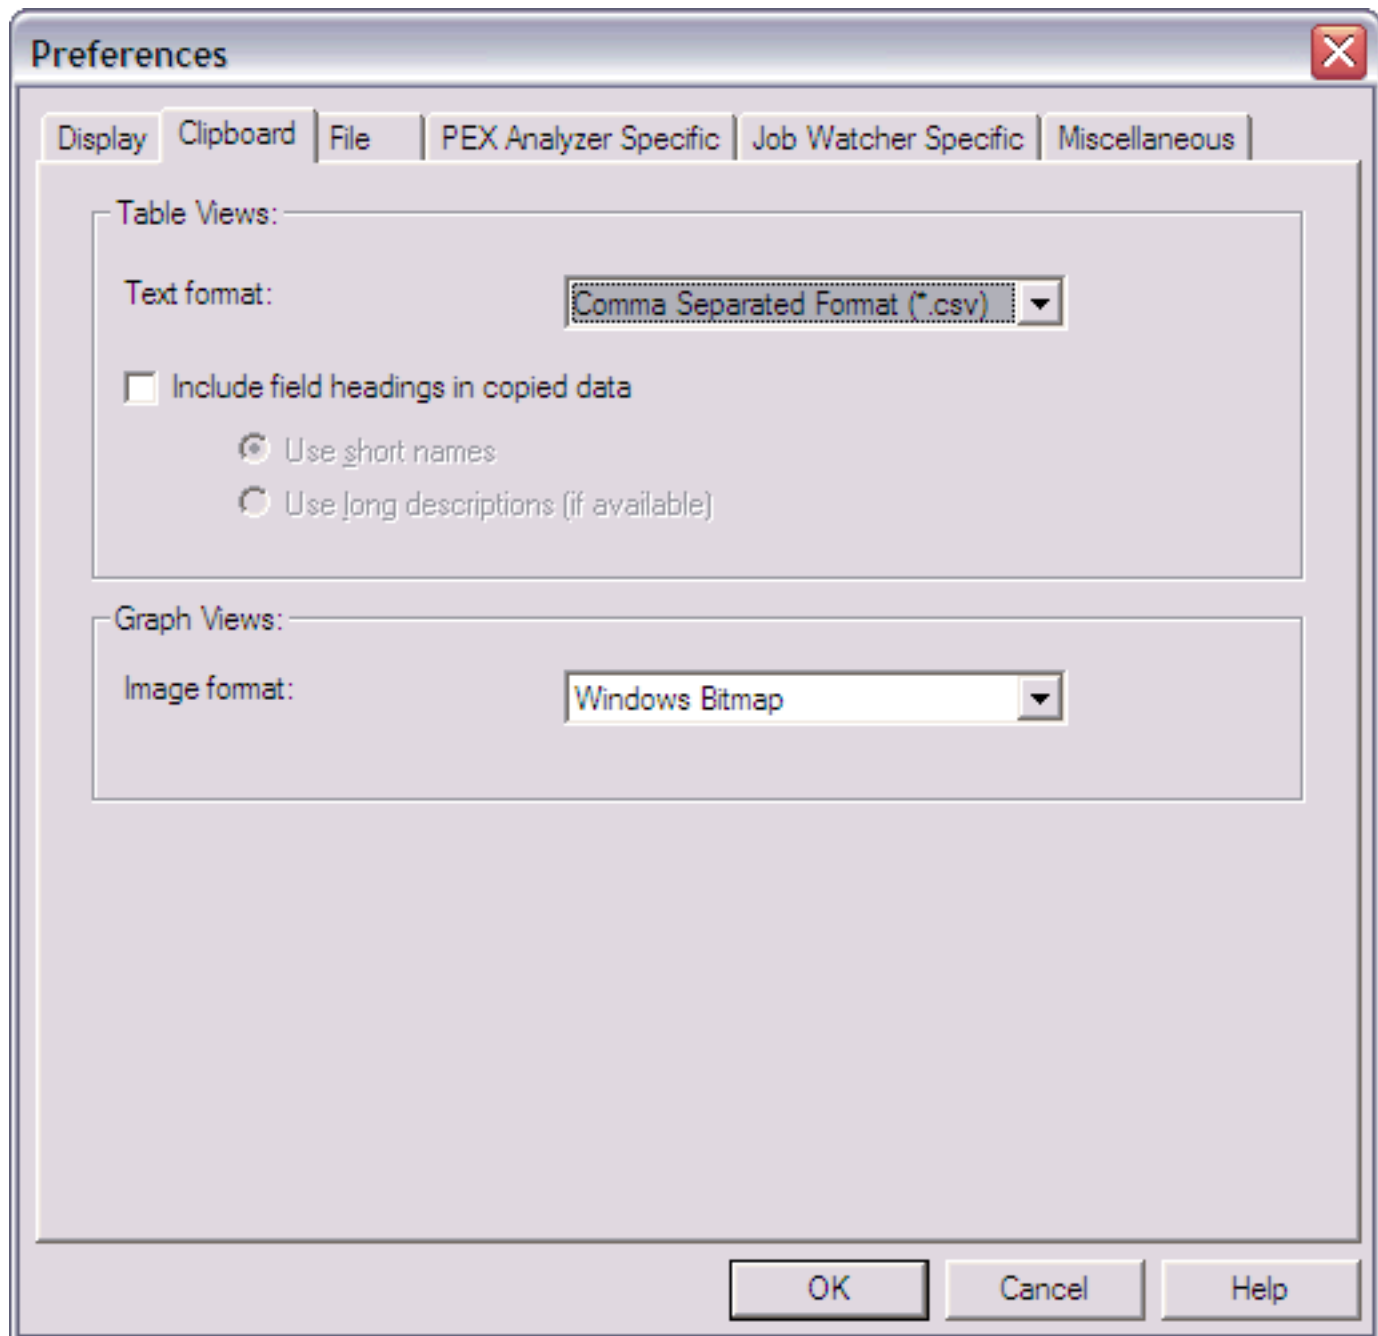 Preferences
Display Clipboard File PEX Analyzer Specific Job Watcher Specific Miscellaneous
Table Views:
Text format: Comma Separated Format (*.csv)
Include field headings in copied data
Use short names
Use long descriptions (if available)
Graph Views:
Image format: Windows Bitmap
OK Cancel Help